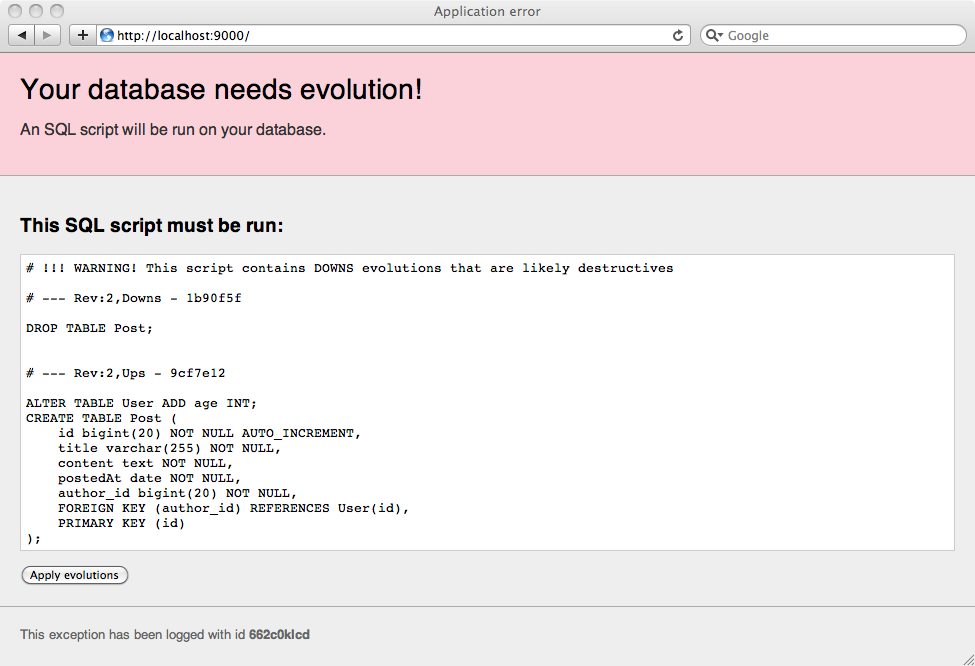 Application error
http://localhost:9000/
Google
Your database needs evolution!
An SQL script will be run on your database.
This SQL script must be run:
# !!! WARNING! This script contains DOWNS evolutions that are likely destructives
# --- Rev:2,Downs - 1b90f5f
DROP TABLE Post;
# --- Rev:2,Ups - 9cf7e12
ALTER TABLE User ADD age INT;
CREATE TABLE Post (
    id bigint(20) NOT NULL AUTO_INCREMENT,
    title varchar(255) NOT NULL,
    content text NOT NULL,
    postedAt date NOT NULL,
    author_id bigint(20) NOT NULL,
    FOREIGN KEY (author_id) REFERENCES User(id),
    PRIMARY KEY (id)
);
Apply evolutions
This exception has been logged with id 662c0klcd